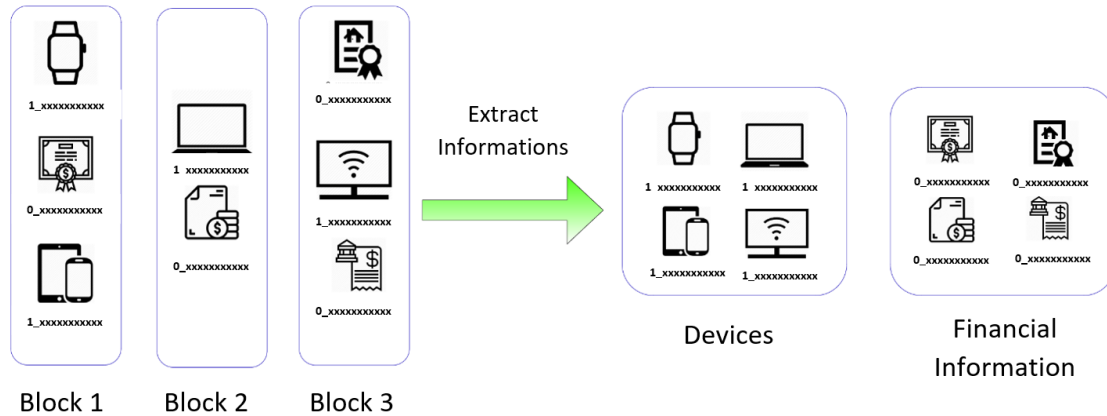 1_xxxxxxxxxxx
0_xxxxxxxxxxx
1_xxxxxxxxxxx
Block 1
1 xxxxxxxxxxx
0_xxxxxxxxxxx
Block 2
0_xxxxxxxxxxx
1_xxxxxxxxxxx
0_xxxxxxxxxxx
Block 3
Extract
Informations
1 xxxxxxxxxxx 1 xxxxxxxxxxx
1_xxxxxxxxxxx 1_xxxxxxxxxxx
Devices
0_xxxxxxxxxxx 0_xxxxxxxxxxx
0_xxxxxxxxxxx 0_xxxxxxxxxxx
Financial
Information